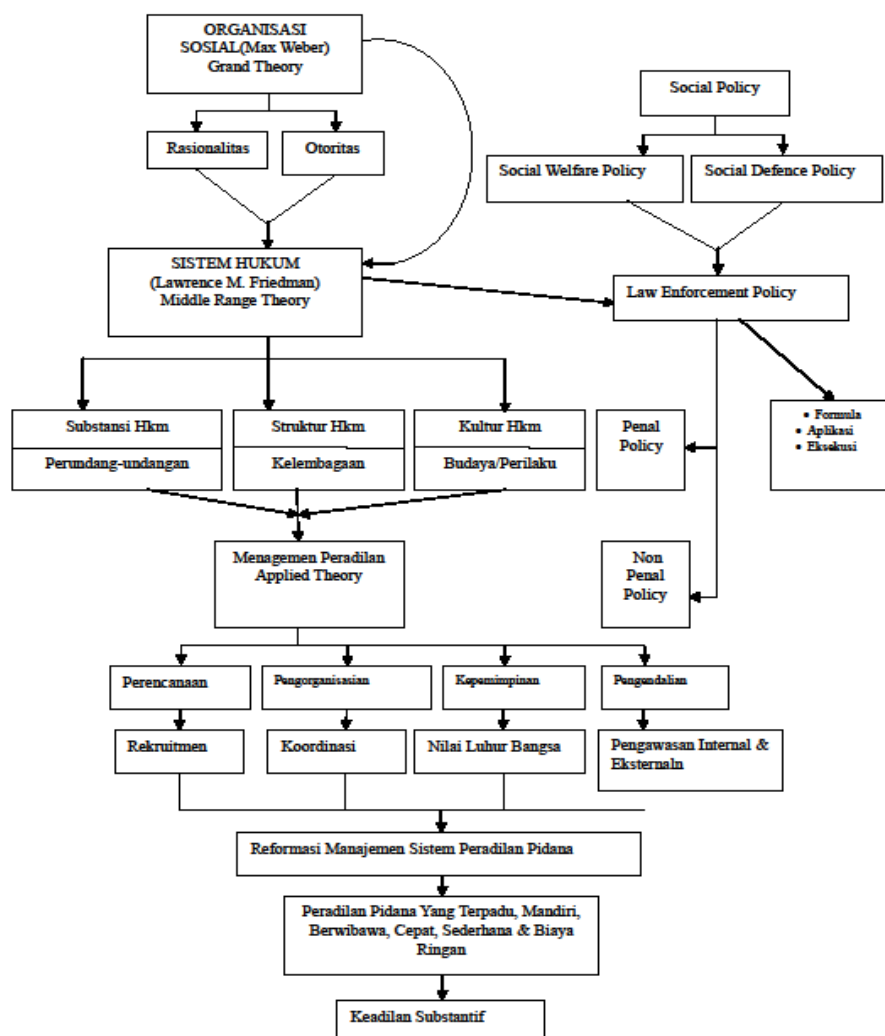 ORGANISASI
SOSIAL(Max Weber)
Grand Theory
Social Policy
Rasionalitas
Otoritas
Social Welfare Policy
Social Defence Policy
SISTEM HUKUM
(Lawrence M. Friedman)
Middle Range Theory
Law Enforcement Policy
Substansi Hkm
Struktur Hkm
Kultur Hkm
Perundang-undangan
Kelembagaan
Budaya/Perilaku
Penal
Policy
• Formula
• Aplikasi
• Eksekusi
Menagemen Peradilan
Applied Theory
Non
Penal
Policy
Perencanaan
Pengorganisasian
Kepemimpinan
Pengendalian
Rekruitmen
Koordinasi
Nilai Luhur Bangsa
Pengawasan Internal &
Eksternaln
Reformasi Manajemen Sistem Peradilan Pidana
Peradilan Pidana Yang Terpadu, Mandiri,
Berwibawa, Cepat, Sederhana & Biaya
Ringan
Keadilan Substantif